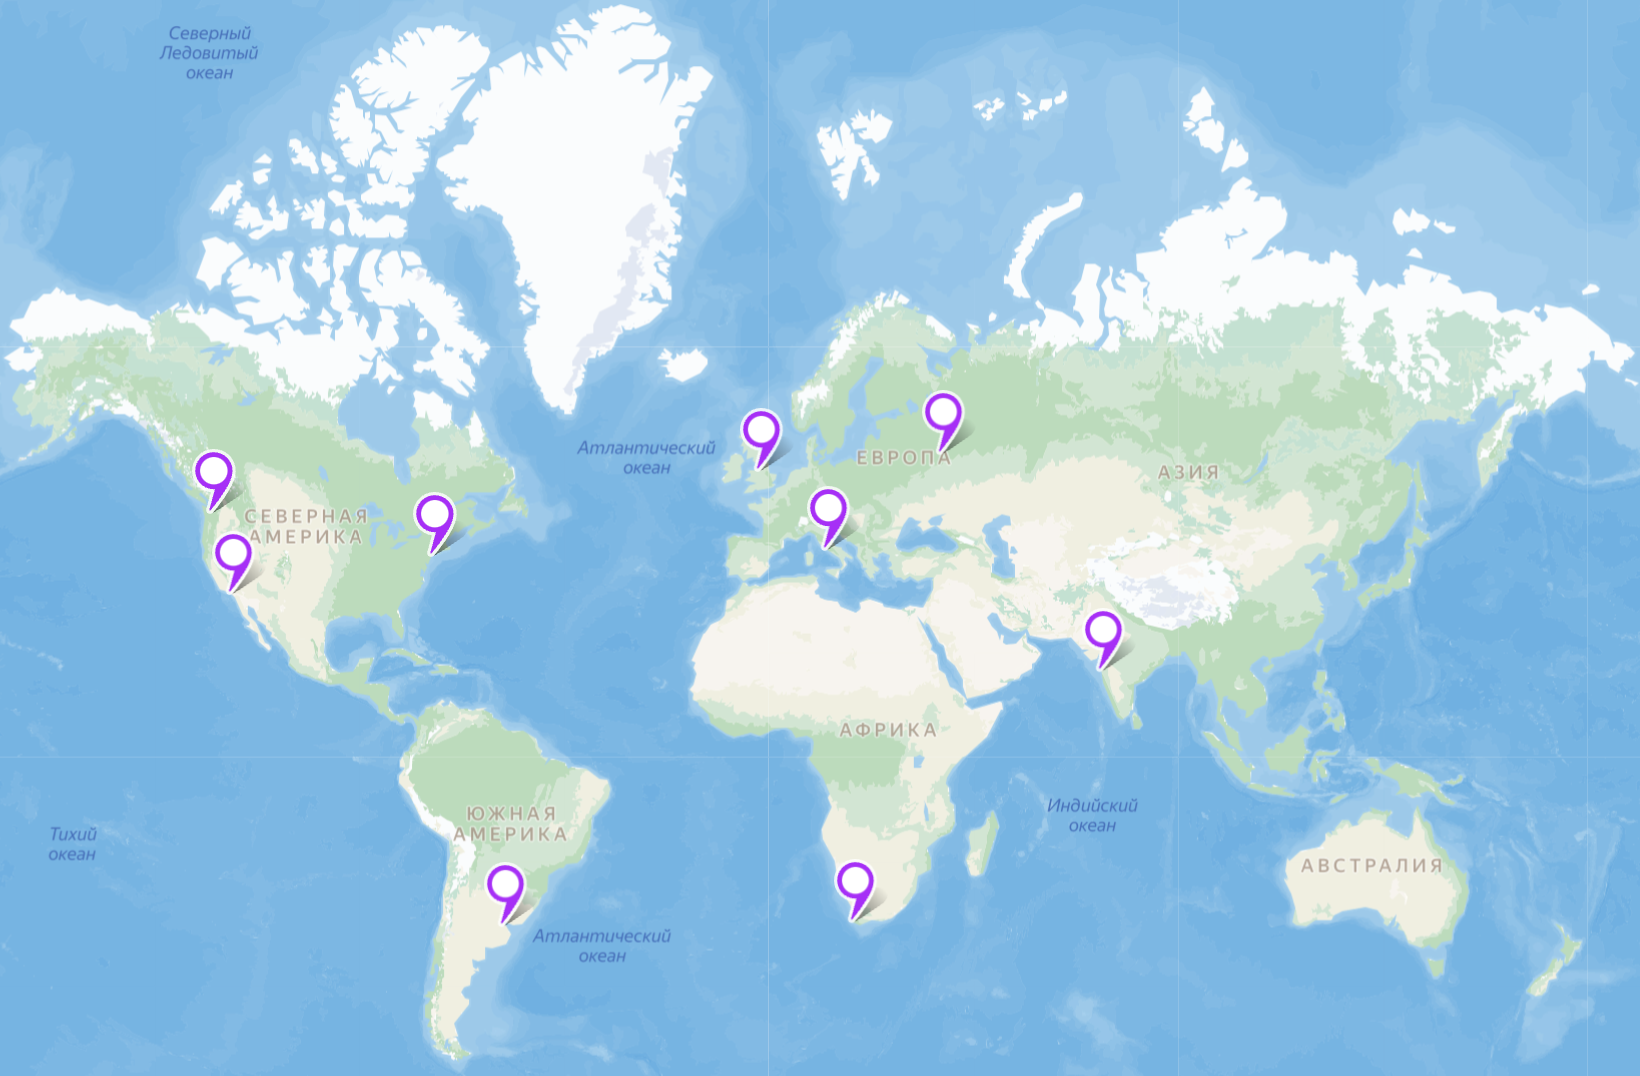 Северный
Ледовитый
океан
Атлантический
океан
ЕВРОПА
АЗИЯ
СЕВЕРНАЯ
АМЕРИКА
АФРИКА
ЮЖНАЯ
АМЕРИКА
Индийский
океан
Тихий
океан
АВСТРАЛИЯ
Атлантический
океан